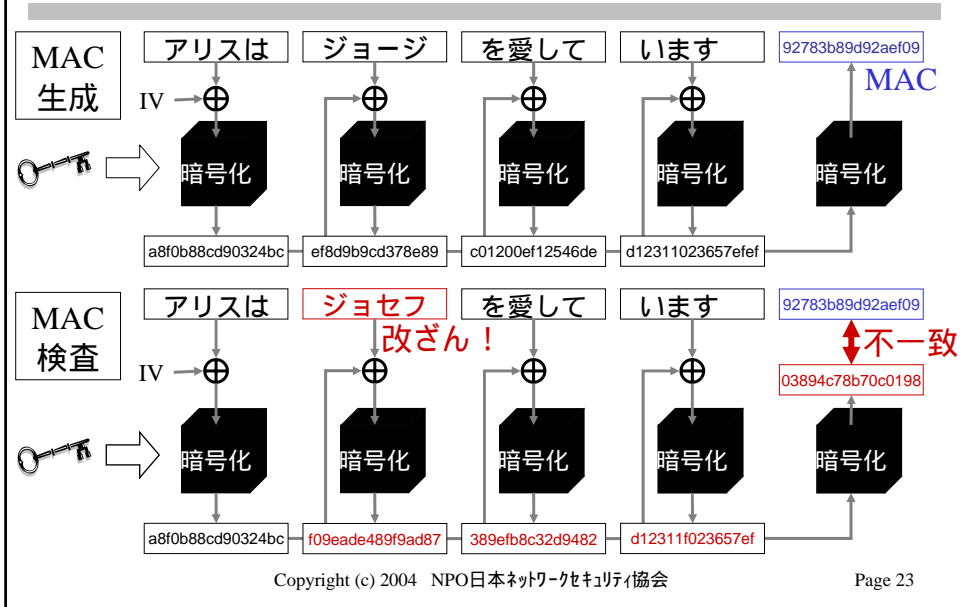 MAC
生成
アリスは
ジョージ
を愛して
います
92783b89d92aef09
MAC
IV
暗号化
暗号化
暗号化
暗号化
暗号化
a8f0b88cd90324bc
ef8d9b9cd378e89
c01200ef12546de
d12311023657efef
MAC
検査
アリスは
ジョセフ
を愛して
います
92783b89d92aef09
改ざん！
不一致
IV
03894c78b70c0198
暗号化
暗号化
暗号化
暗号化
暗号化
a8f0b88cd90324bc
f09eade489f9ad87
389efb8c32d9482
d12311f023657ef
Copyright (c) 2004 NPO日本ﾈｯﾄﾜｰｸｾｷｭﾘﾃｨ協会
Page 23